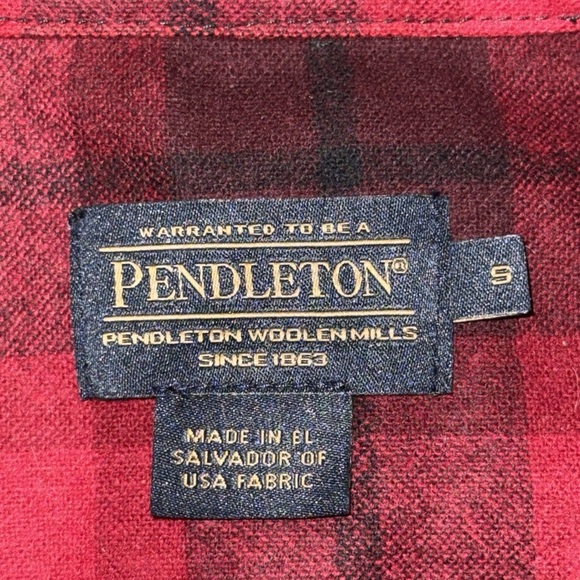 WARRANTED TO BE A
PENDLETON®
PENDLETON WOOLEN MILLS
SINCE 1863
S
MADE IN EL
SALVADOR OF
USA FABRIC